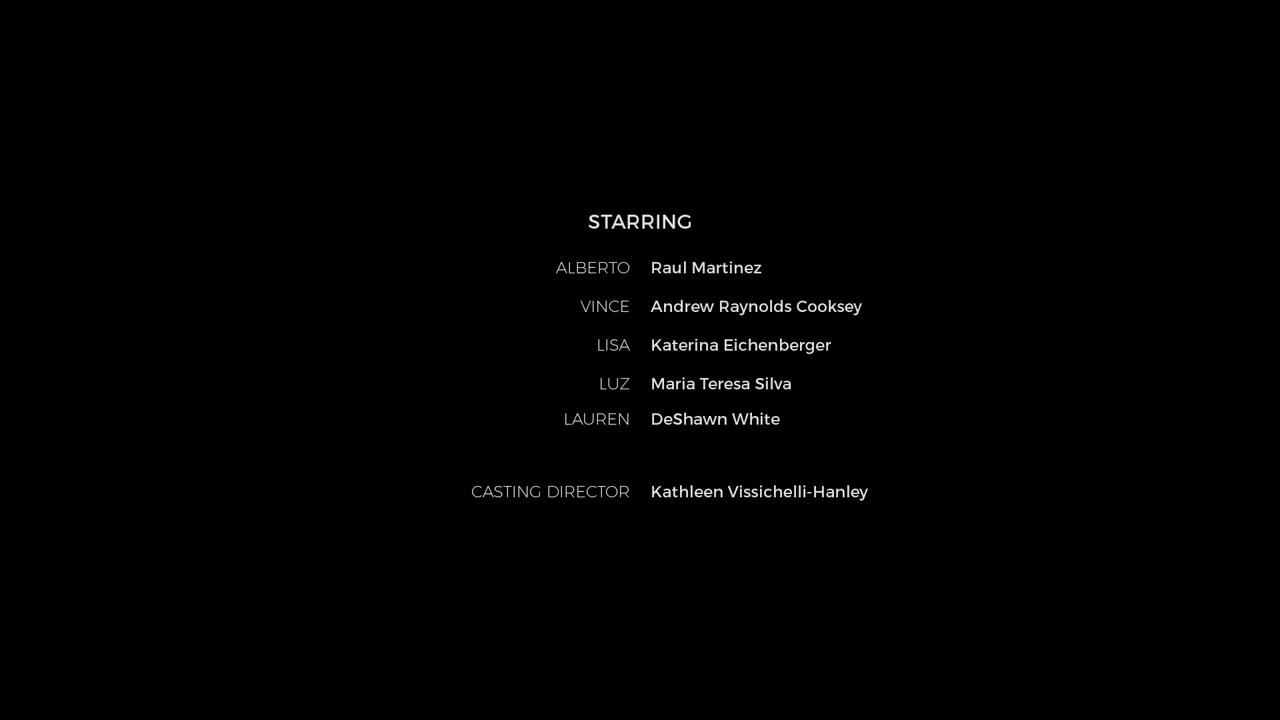 STARRING
ALBERTO Raul Martinez
VINCE Andrew Raynolds Cooksey
LISA Katerina Eichenberger
LUZ Maria Teresa Silva
LAUREN DeShawn White
CASTING DIRECTOR Kathleen Vissichelli-Hanley